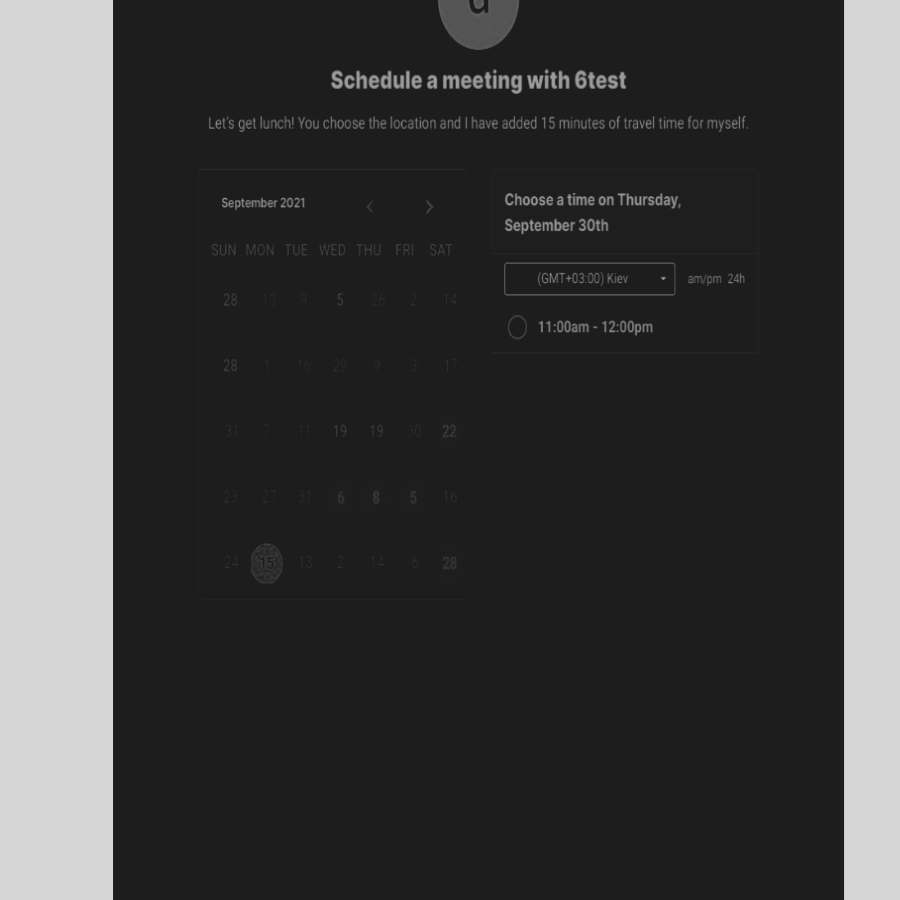 Schedule a meeting with 6test
Let's get lunch! You choose the location and I have added 15 minutes of travel time for myself.
September 2021
SUN MON TUE WED THU FRI SAT
28 13 9 5 26 2 14
28 1 16 29 9 3 17
31 7 11 19 19 30 22
23 27 31 6 8 5 16
24 15 13 2 14 6 28
Choose a time on Thursday,
September 30th
(GMT+03:00) Kiev am/pm 24h
11:00am - 12:00pm